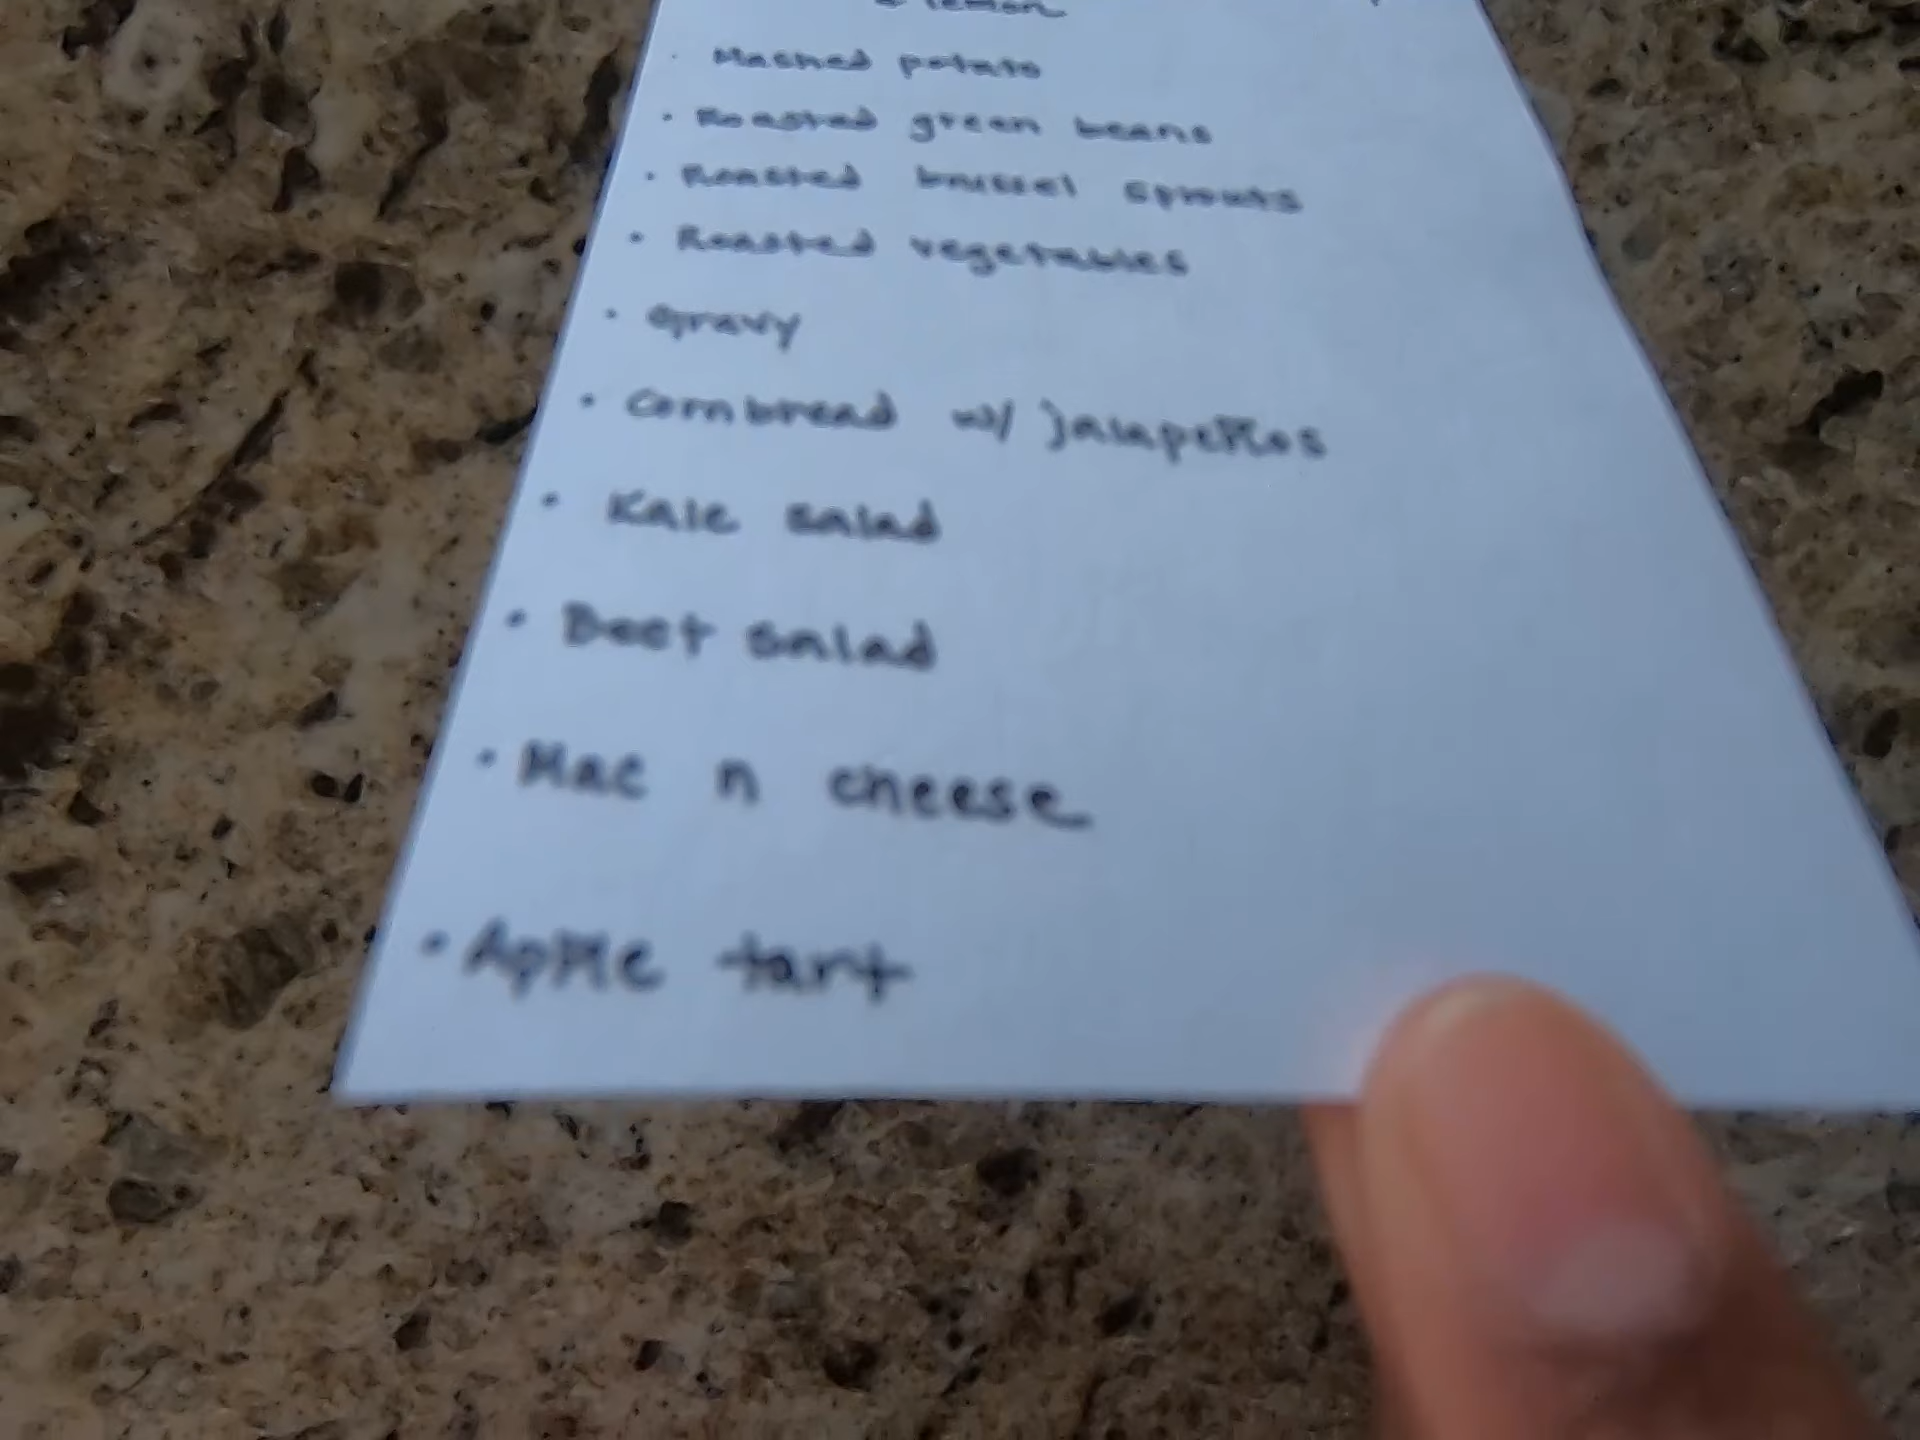 lemon
· Mashed potato
· Roasted green beans
· Roasted brussel sprouts
· Roasted vegetables
· Gravy
· Cornbread w/ jalapeños
· Kale salad
· Beet salad
· Mac n cheese
· Apple tart